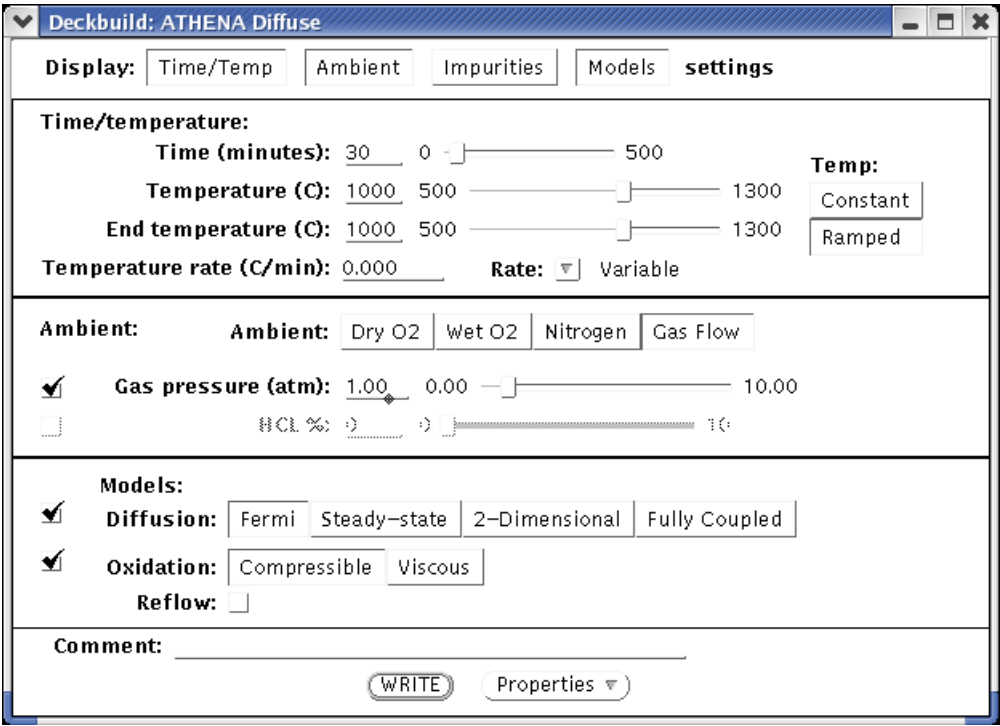 Deckbuild: ATHENA Diffuse
Display: Time/Temp Ambient Impurities Models settings
Time/temperature:
Time (minutes): 30 0 500
Temp:
Temperature (C): 1000 500 1300 Constant
End temperature (C): 1000 500 1300 Ramped
Temperature rate (C/min): 0.000 Rate: Variable
Ambient: Ambient: Dry O2 Wet O2 Nitrogen Gas Flow
Gas pressure (atm): 1.00 0.00 10.00
HCL %: 0 0 10
Models:
Diffusion: Fermi Steady-state 2-Dimensional Fully Coupled
Oxidation: Compressible Viscous
Reflow:
Comment:
WRITE Properties